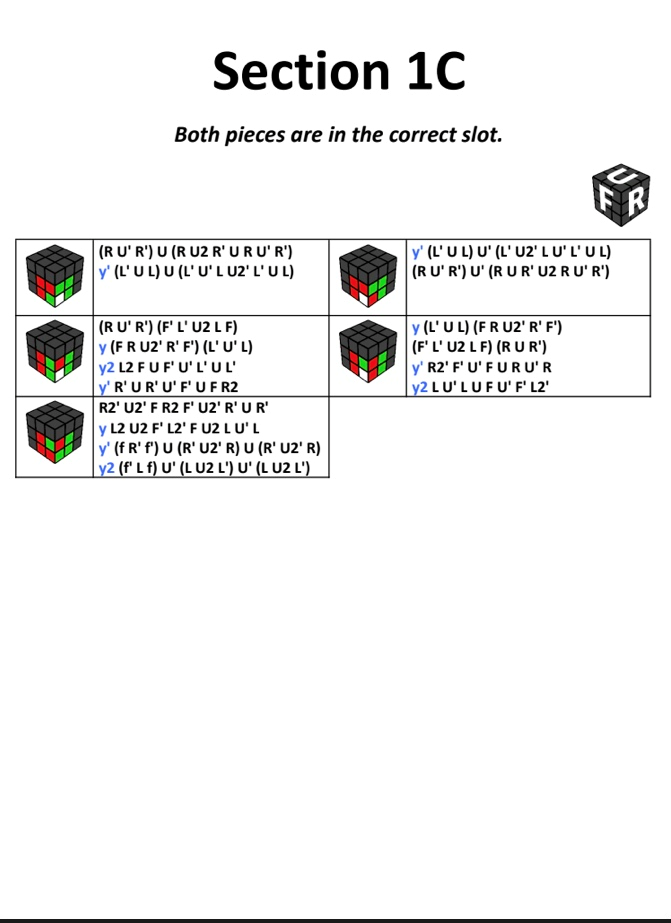 Section 1C
Both pieces are in the correct slot.
U
F R
(R U' R') U (R U2 R' U R U' R')
y' (L' U L) U (L' U' L U2' L' U L)
y' (L' U L) U' (L' U2' L U' L' U L)
(R U' R') U' (R U R' U2 R U' R')
(R U' R') (F' L' U2 L F)
y (F R U2' R' F') (L' U' L)
y2 L2 F U F' U' L' U L'
y' R' U R' U' F' U F R2
y (L' U L) (F R U2' R' F')
(F' L' U2 L F) (R U R')
y' R2' F' U' F U R U' R
y2 L U' L U F U' F' L2'
R2' U2' F R2 F' U2' R' U R'
y L2 U2 F' L2' F U2 L U' L
y' (f R' f') U (R' U2' R) U (R' U2' R)
y2 (f' L f) U' (L U2 L') U' (L U2 L')